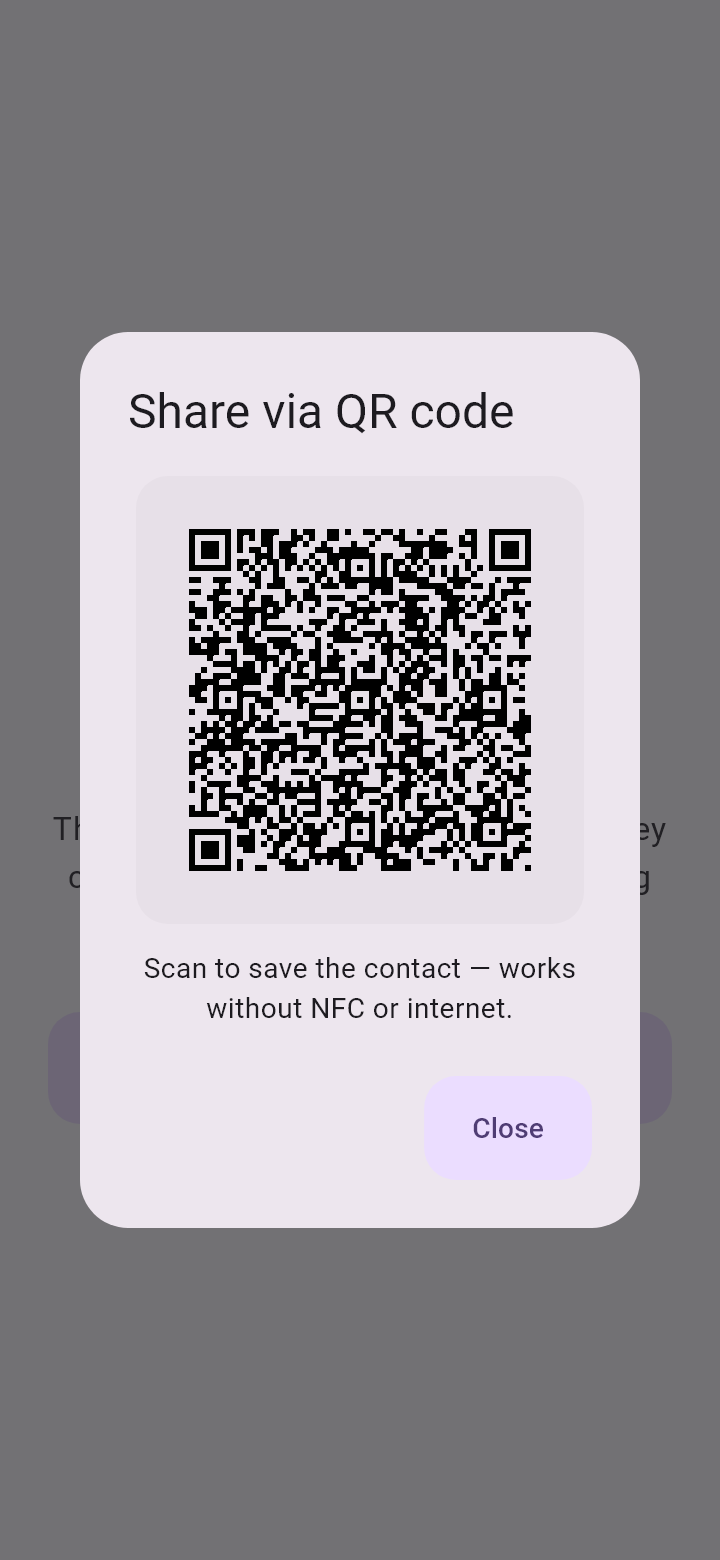 Share via QR code
Scan to save the contact — works
without NFC or internet.
Close